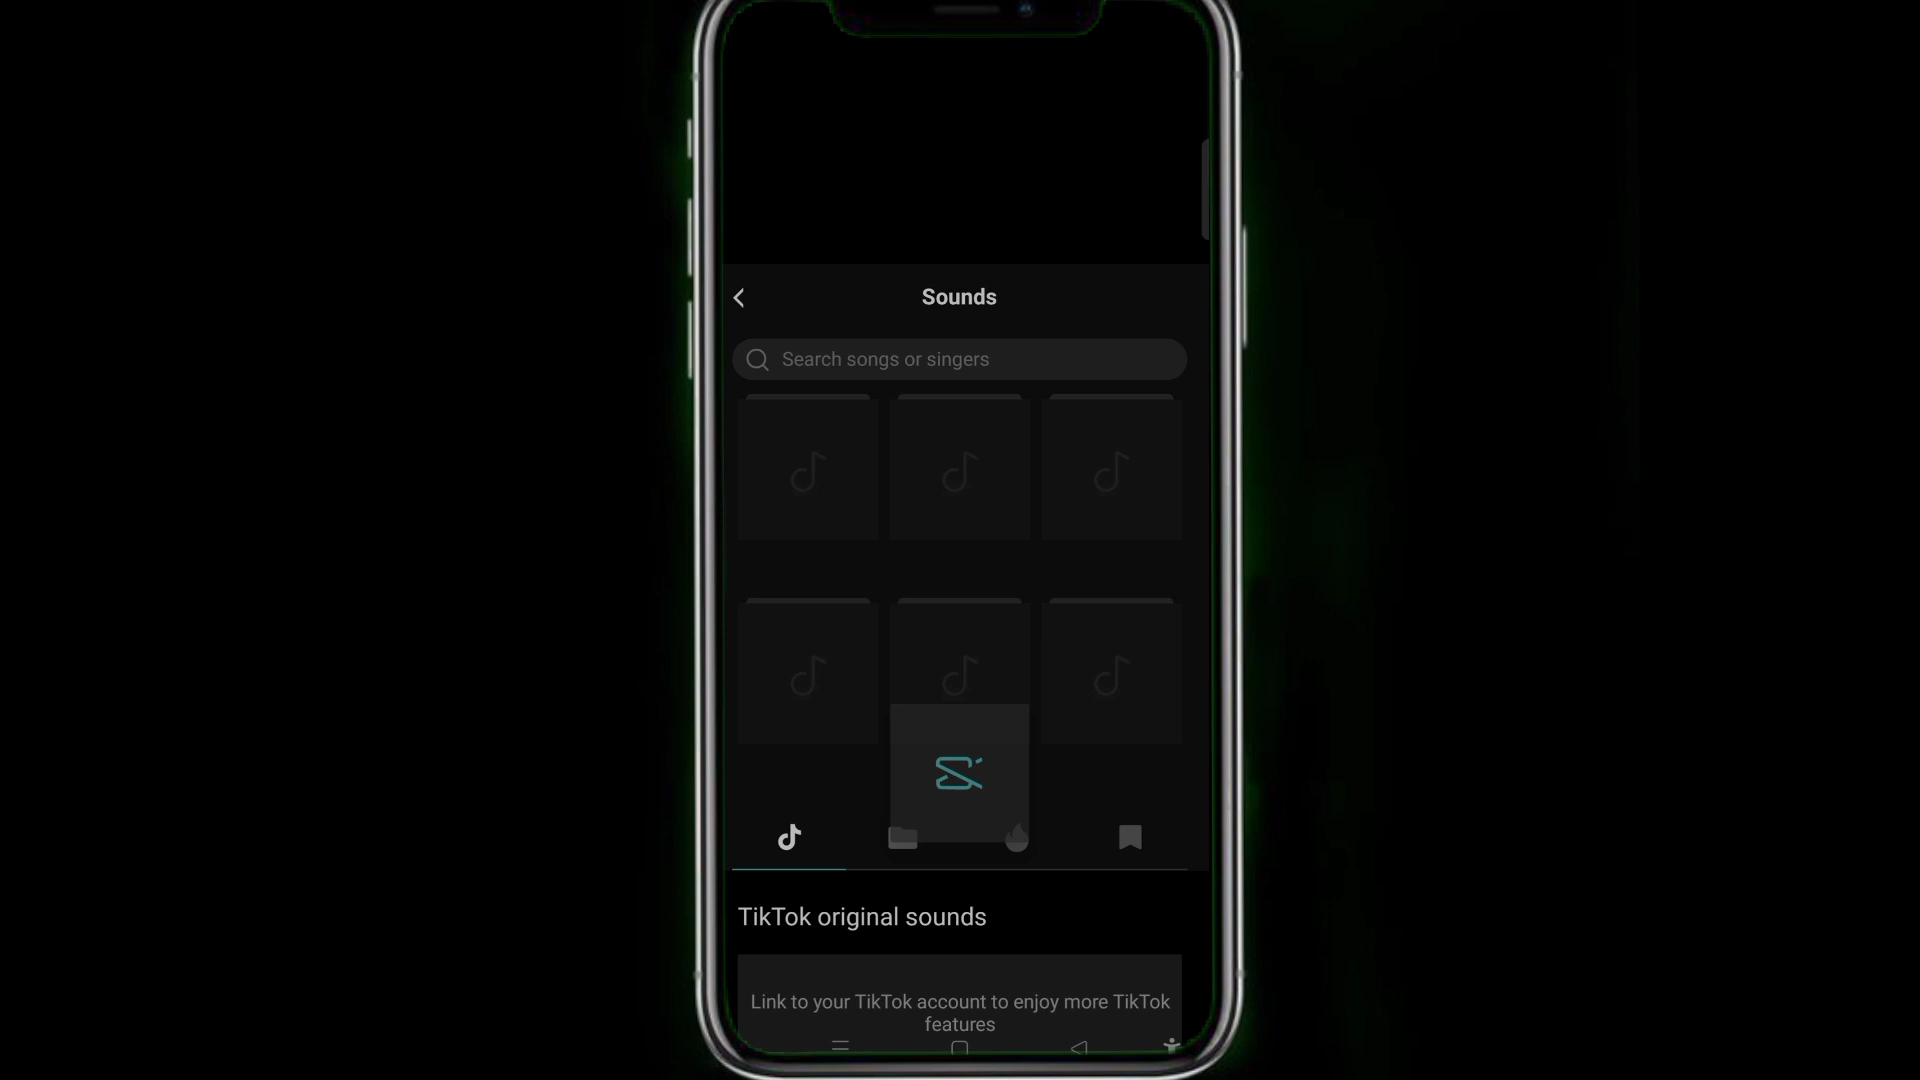 Sounds
Search songs or singers
TikTok original sounds
Link to your TikTok account to enjoy more TikTok
features